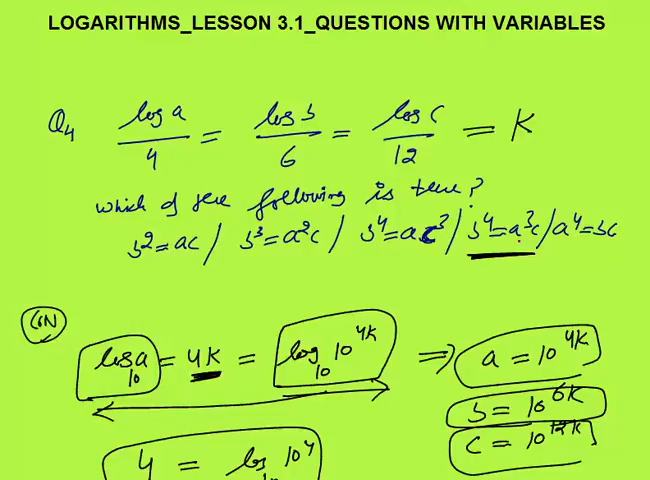 LOGARITHMS_LESSON 3.1_QUESTIONS WITH VARIABLES
Q4 log a / 4 = log b / 6 = log c / 12 = K
which of the following is true?
b² = ac / b³ = a²c / b⁴ = ac³ / b⁴ = a³c / a⁴ = bc
log₁₀ a = 4K = log₁₀ 10^4K ⇒ a = 10^4K
b = 10^6K
c = 10^12K
4 = log₁₀ 10⁴